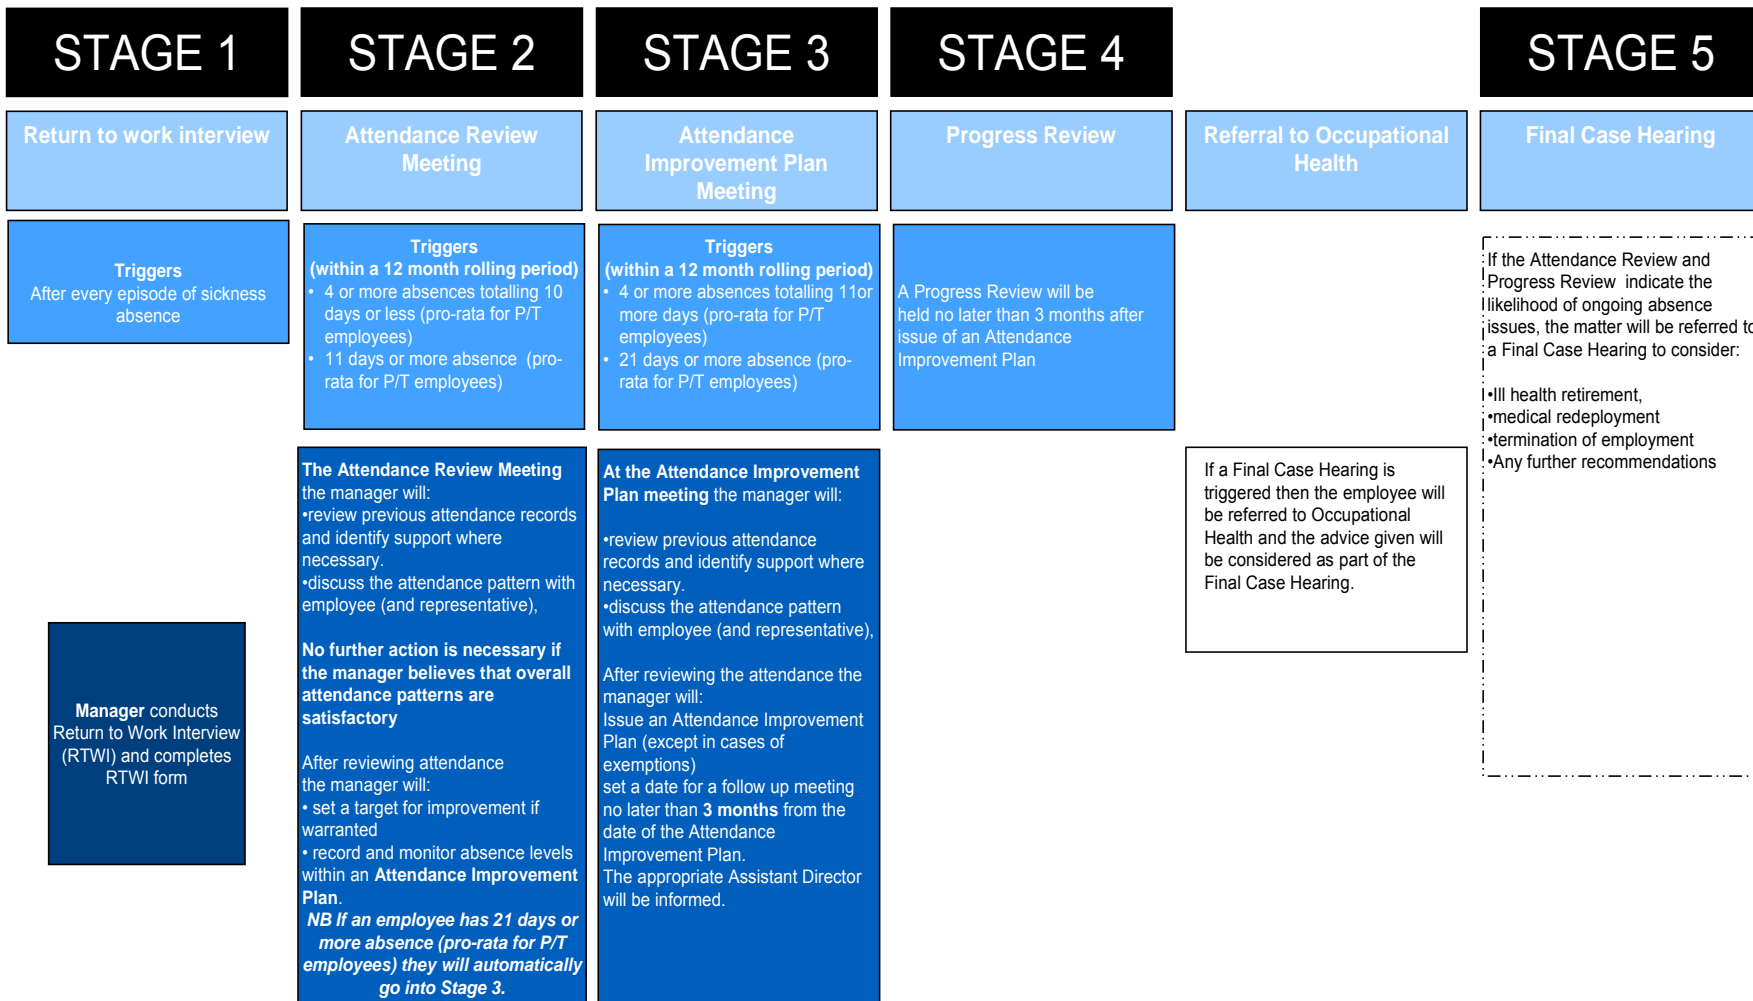 STAGE 1
STAGE 2
STAGE 3
STAGE 4
STAGE 5
Return to work interview
Attendance Review
Meeting
Attendance
Improvement Plan
Meeting
Progress Review
Referral to Occupational
Health
Final Case Hearing
Triggers
After every episode of sickness
absence
Triggers
(within a 12 month rolling period)
• 4 or more absences totalling 10
days or less (pro-rata for P/T
employees)
• 11 days or more absence (pro-
rata for P/T employees)
Triggers
(within a 12 month rolling period)
• 4 or more absences totalling 11or
more days (pro-rata for P/T
employees)
• 21 days or more absence (pro-
rata for P/T employees)
A Progress Review will be
held no later than 3 months after
issue of an Attendance
Improvement Plan
If the Attendance Review and
Progress Review indicate the
likelihood of ongoing absence
issues, the matter will be referred to
a Final Case Hearing to consider:
•Ill health retirement,
•medical redeployment
•termination of employment
•Any further recommendations
Manager conducts
Return to Work Interview
(RTWI) and completes
RTWI form
The Attendance Review Meeting
the manager will:
•review previous attendance records
and identify support where
necessary.
•discuss the attendance pattern with
employee (and representative),
No further action is necessary if
the manager believes that overall
attendance patterns are
satisfactory
After reviewing attendance
the manager will:
• set a target for improvement if
warranted
• record and monitor absence levels
within an Attendance Improvement
Plan.
NB If an employee has 21 days or
more absence (pro-rata for P/T
employees) they will automatically
go into Stage 3.
At the Attendance Improvement
Plan meeting the manager will:
•review previous attendance
records and identify support where
necessary.
•discuss the attendance pattern
with employee (and representative),
After reviewing the attendance the
manager will:
Issue an Attendance Improvement
Plan (except in cases of
exemptions)
set a date for a follow up meeting
no later than 3 months from the
date of the Attendance
Improvement Plan.
The appropriate Assistant Director
will be informed.
If a Final Case Hearing is
triggered then the employee will
be referred to Occupational
Health and the advice given will
be considered as part of the
Final Case Hearing.